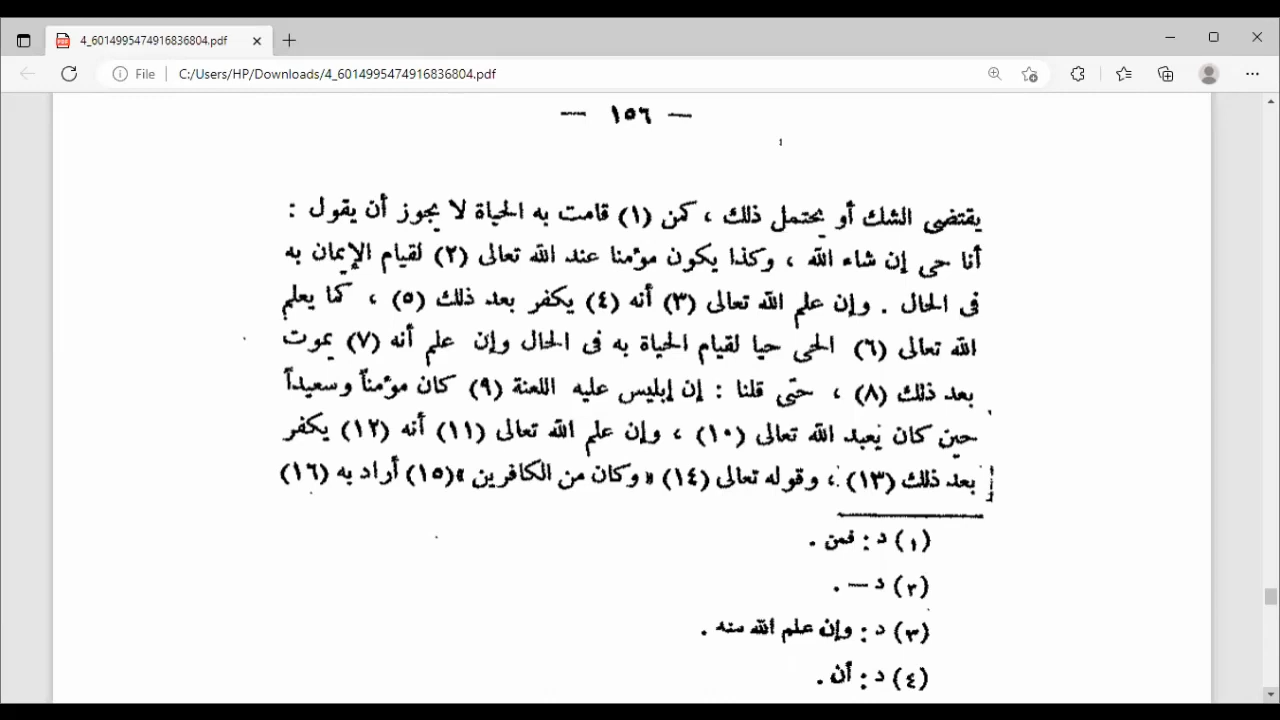 4_6014995474916836804.pdf
File C:/Users/HP/Downloads/4_6014995474916836804.pdf
— ١٥٦ —
يقتضى الشك أو يحتمل ذلك ، كمن (١) قامت به الحياة لا يجوز أن يقول :
أنا حى إن شاء الله ، وكذا يكون مؤمنا عند الله تعالى (٢) لقيام الإيمان به
فى الحال . وإن علم الله تعالى (٣) أنه (٤) يكفر بعد ذلك (٥) ، كما يعلم
الله تعالى (٦) الحى حيا لقيام الحياة به فى الحال وإن علم أنه (٧) يموت
بعد ذلك (٨) ، حتى قلنا : إن إبليس عليه اللعنة (٩) كان مؤمناً وسعيداً
حين كان يعبد الله تعالى (١٠) ، وإن علم الله تعالى (١١) أنه (١٢) يكفر
بعد ذلك (١٣) ، وقوله تعالى (١٤) «وكان من الكافرين» (١٥) أراد به (١٦)
(١) د : فمن .
(٢) د — .
(٣) د : وإن علم الله منه .
(٤) د : أن .